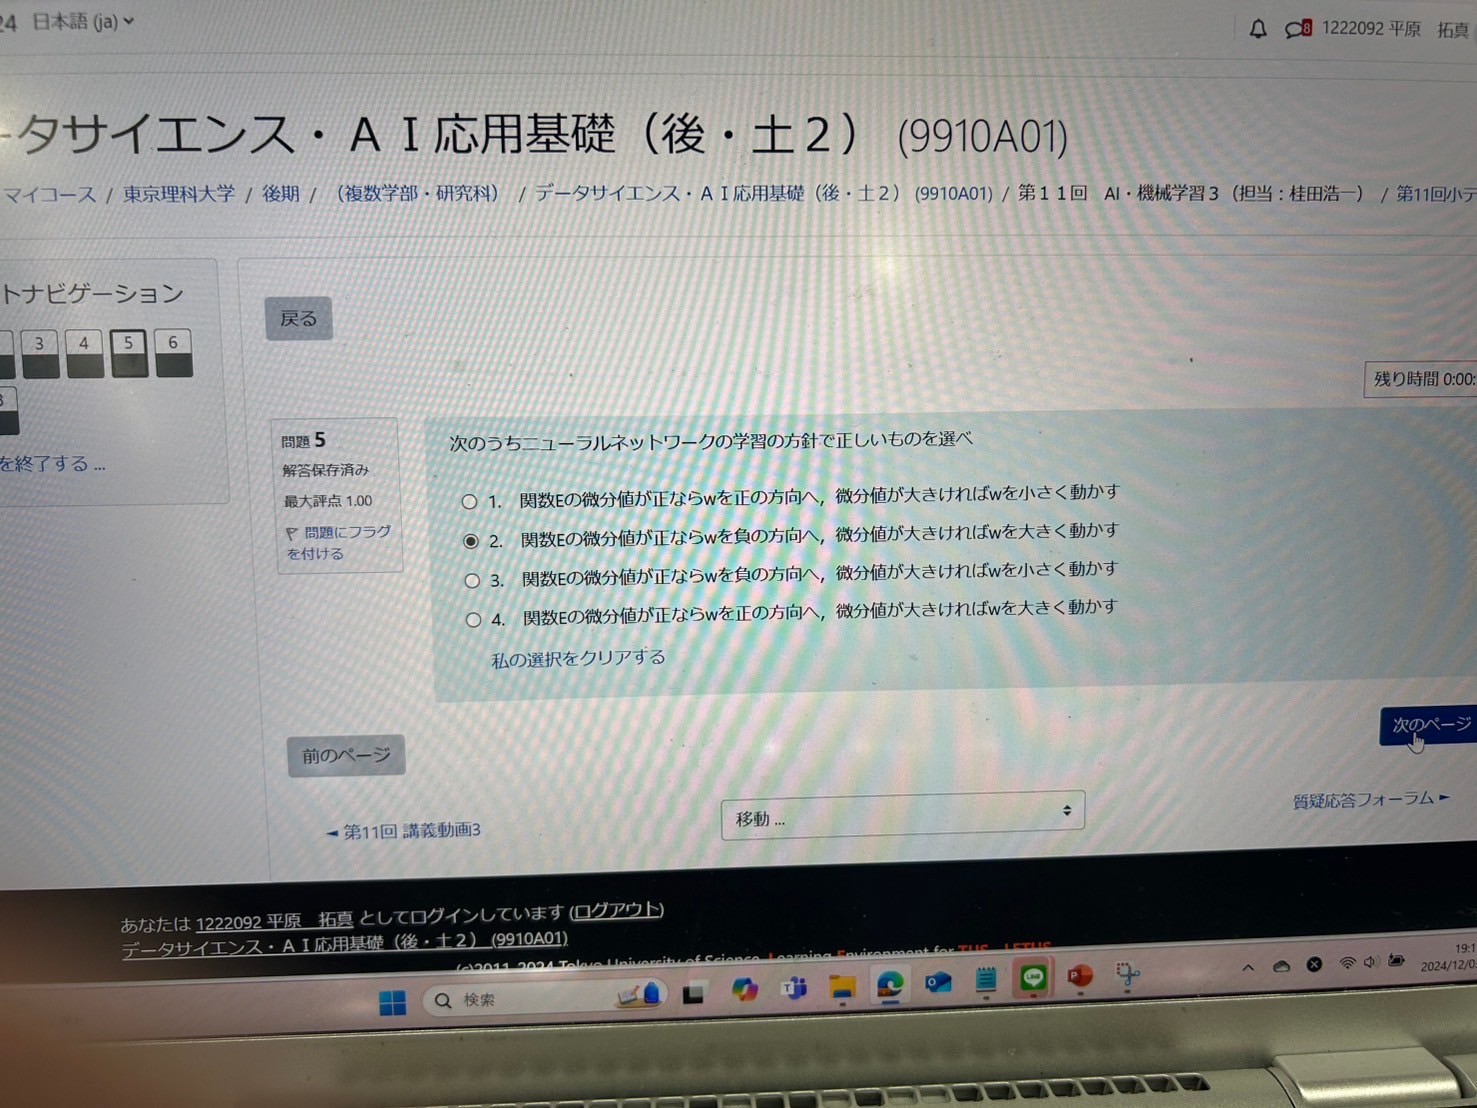 24 日本語 (ja)
8 1222092 平原 拓真
ータサイエンス・ＡＩ応用基礎（後・土２） (9910A01)
マイコース / 東京理科大学 / 後期 / （複数学部・研究科） / データサイエンス・ＡＩ応用基礎（後・土２） (9910A01) / 第１１回 AI・機械学習３（担当：桂田浩一） / 第11回小テ
トナビゲーション
3 4 5 6
を終了する ...
戻る
残り時間 0:00:
問題 5
解答保存済み
最大評点 1.00
問題にフラグ
を付ける
次のうちニューラルネットワークの学習の方針で正しいものを選べ
1. 関数Eの微分値が正ならwを正の方向へ，微分値が大きければwを小さく動かす
2. 関数Eの微分値が正ならwを負の方向へ，微分値が大きければwを大きく動かす
3. 関数Eの微分値が正ならwを負の方向へ，微分値が大きければwを小さく動かす
4. 関数Eの微分値が正ならwを正の方向へ，微分値が大きければwを大きく動かす
私の選択をクリアする
前のページ
次のページ
◄ 第11回 講義動画3
移動 ...
質疑応答フォーラム ►
あなたは 1222092 平原 拓真 としてログインしています (ログアウト)
データサイエンス・ＡＩ応用基礎（後・土２） (9910A01)
(c)2011-2024 Tokyo University of Science. Learning Environment for TUS LETUS
検索
19:1
2024/12/0